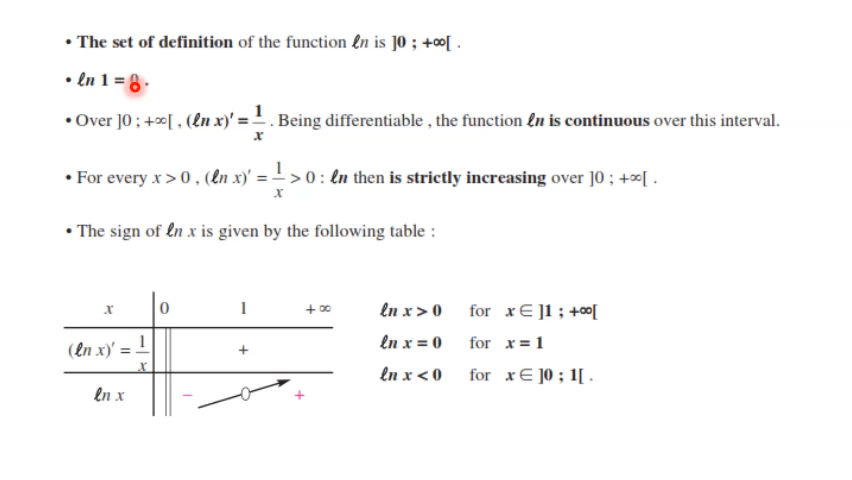 • The set of definition of the function ℓn is ]0 ; +∞[ .
• ℓn 1 = 0 .
• Over ]0 ; +∞[ , (ℓn x)′ = 1/x . Being differentiable , the function ℓn is continuous over this interval.
• For every x > 0 , (ℓn x)′ = 1/x > 0 : ℓn then is strictly increasing over ]0 ; +∞[ .
• The sign of ℓn x is given by the following table :
x 0 1 +∞
(ℓn x)′ = 1/x +
ℓn x − 0 +
ℓn x > 0 for x ∈ ]1 ; +∞[
ℓn x = 0 for x = 1
ℓn x < 0 for x ∈ ]0 ; 1[ .